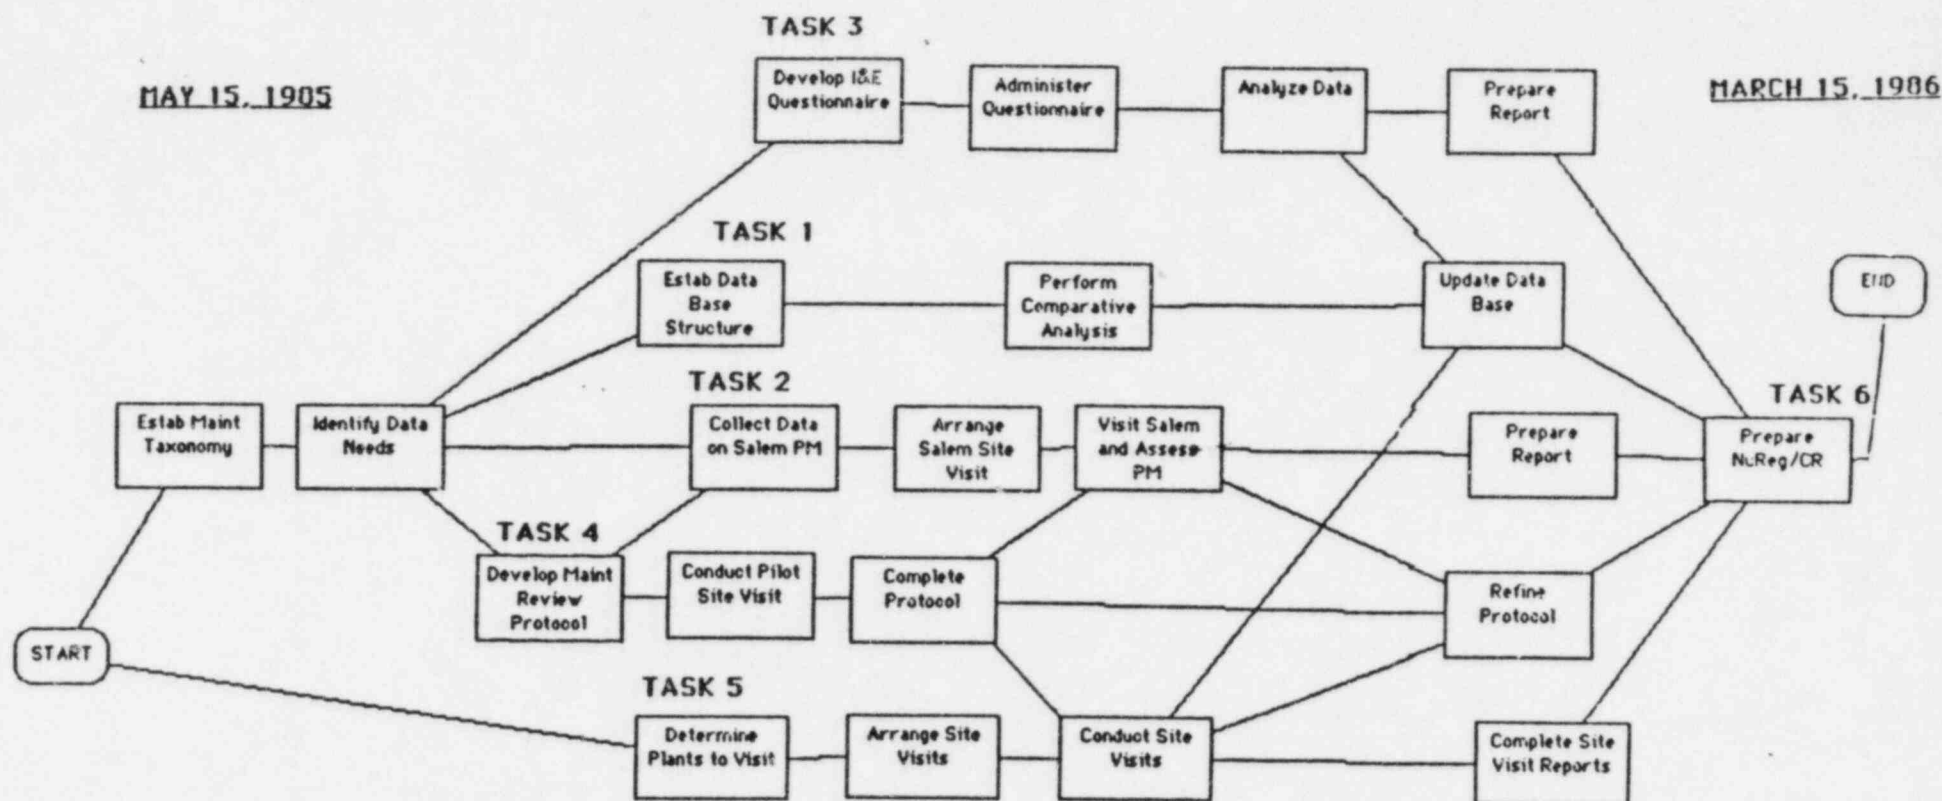 TASK 3
MAY 15, 1985
MARCH 15, 1986
Develop I&E
Questionnaire
Administer
Questionnaire
Analyze Data
Prepare
Report
TASK 1
Estab Data
Base
Structure
Perform
Comparative
Analysis
Update Data
Base
END
TASK 2
TASK 6
Estab Maint
Taxonomy
Identify Data
Needs
Collect Data
on Salem PM
Arrange
Salem Site
Visit
Visit Salem
and Assess
PM
Prepare
Report
Prepare
NuReg/CR
TASK 4
Develop Maint
Review
Protocol
Conduct Pilot
Site Visit
Complete
Protocol
Refine
Protocol
START
TASK 5
Determine
Plants to Visit
Arrange Site
Visits
Conduct Site
Visits
Complete Site
Visit Reports